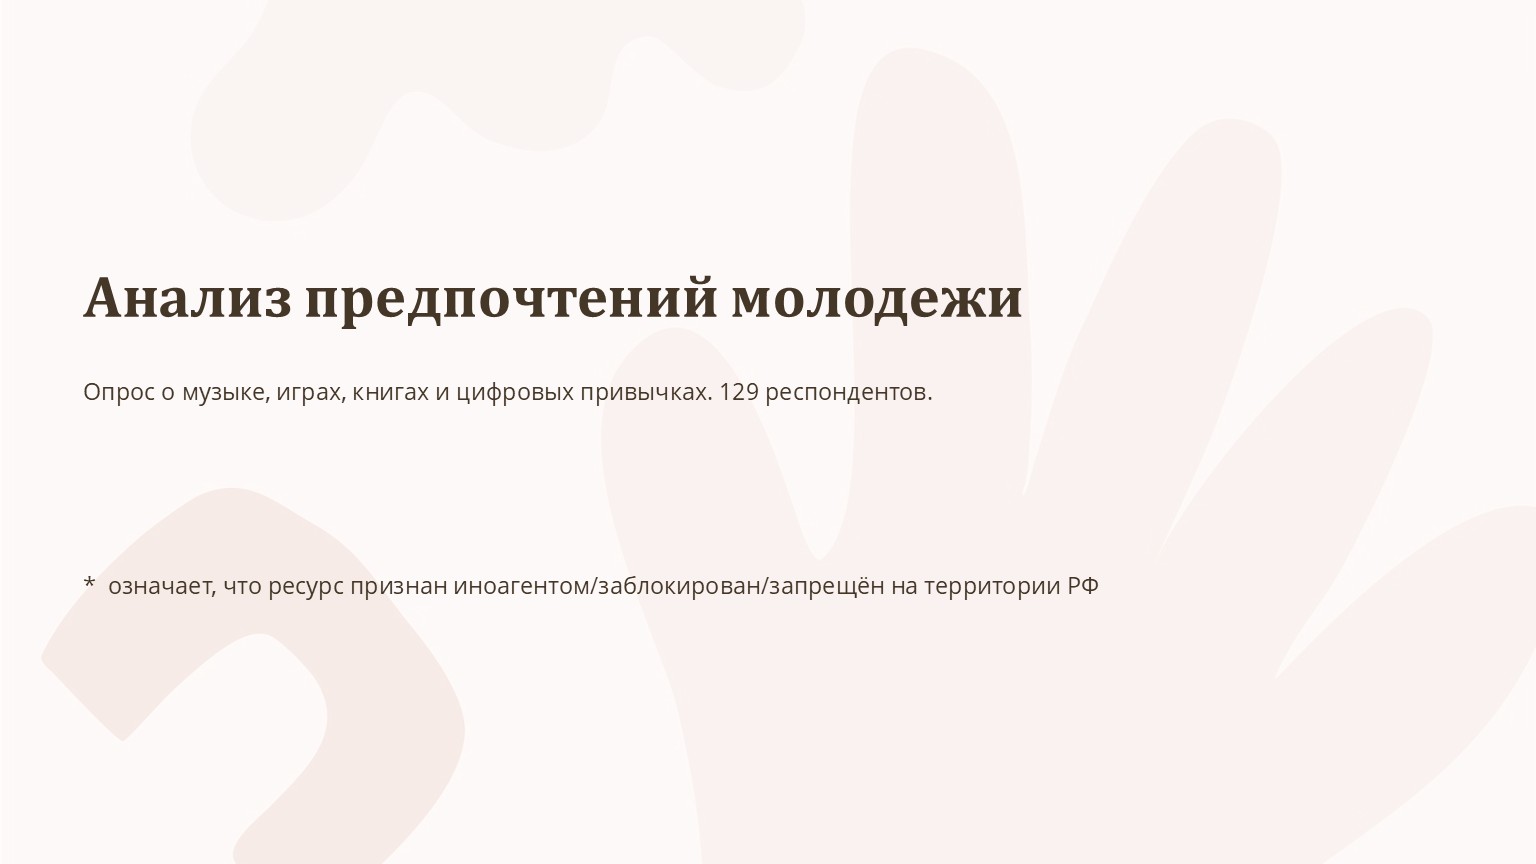 Анализ предпочтений молодежи
Опрос о музыке, играх, книгах и цифровых привычках. 129 респондентов.
* означает, что ресурс признан иноагентом/заблокирован/запрещён на территории РФ